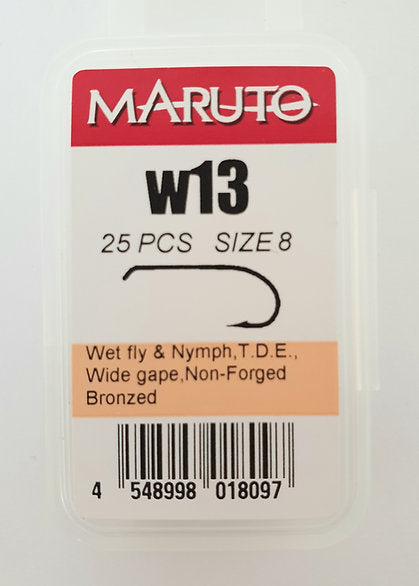 MARUTO
W13
25 PCS SIZE 8
Wet fly & Nymph,T.D.E.,
Wide gape,Non-Forged
Bronzed
4 548998 018097